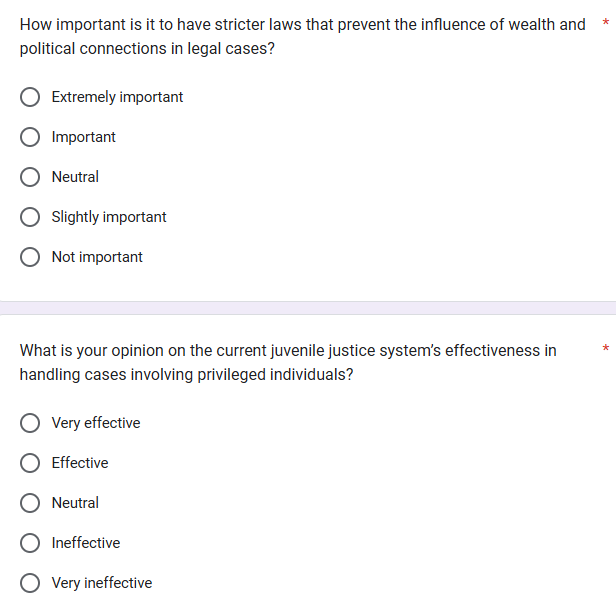 How important is it to have stricter laws that prevent the influence of wealth and *
political connections in legal cases?
Extremely important
Important
Neutral
Slightly important
Not important
What is your opinion on the current juvenile justice system’s effectiveness in *
handling cases involving privileged individuals?
Very effective
Effective
Neutral
Ineffective
Very ineffective